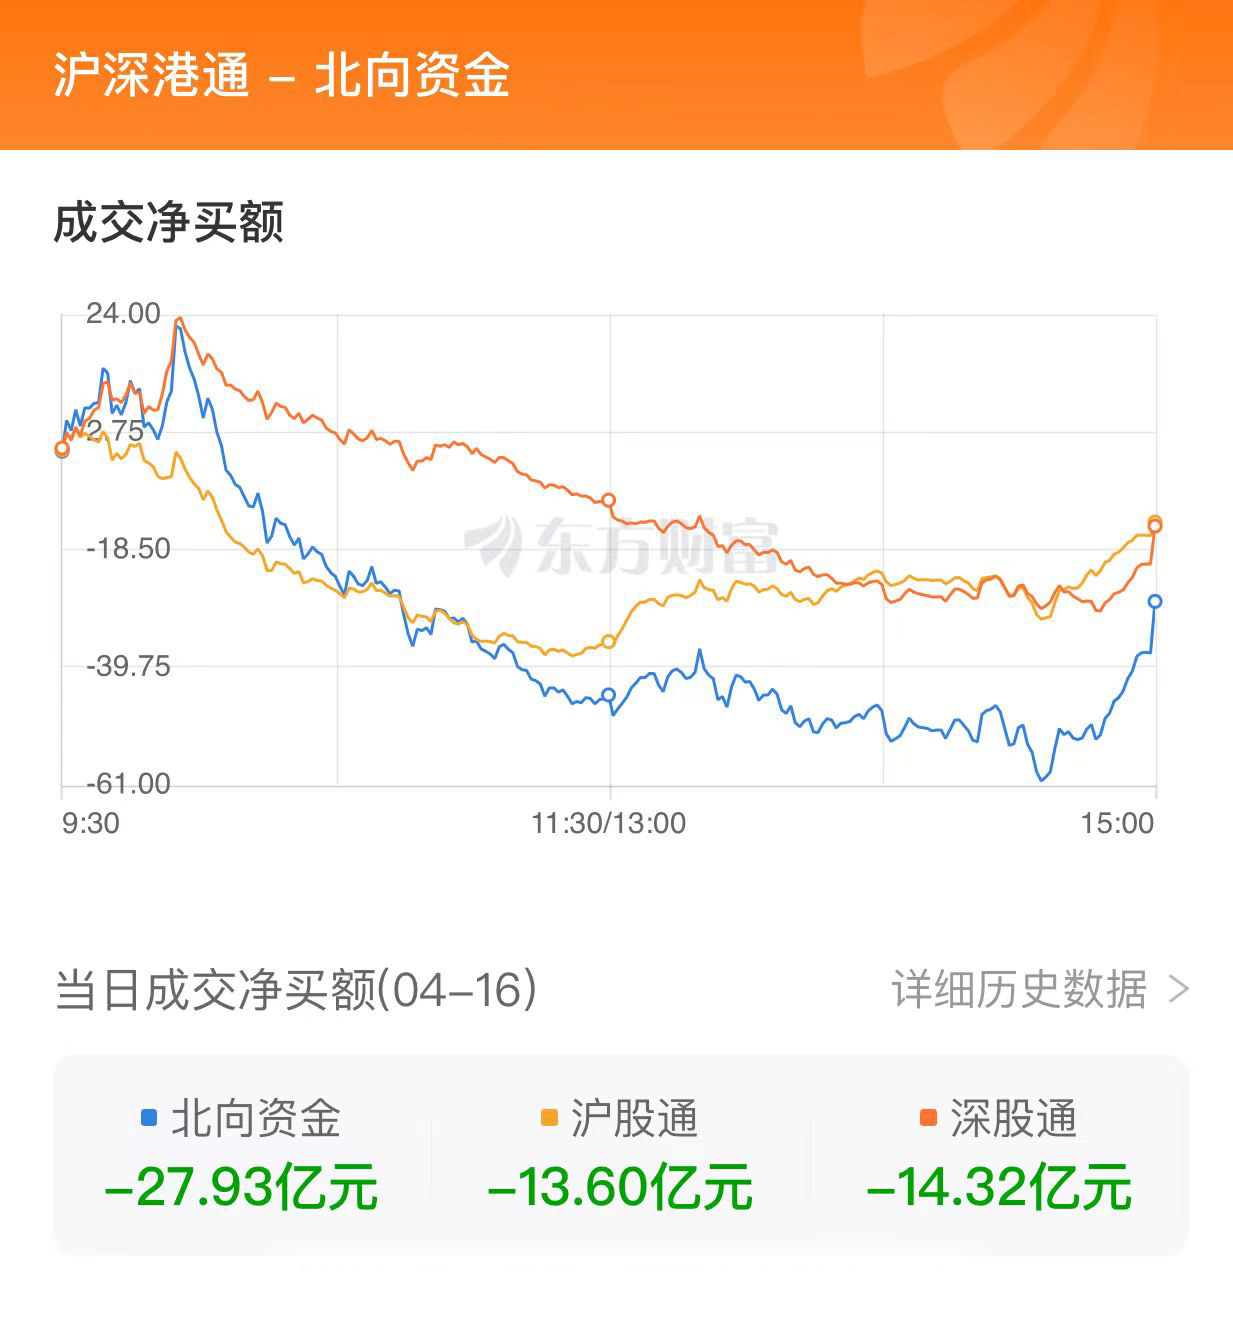 沪深港通 – 北向资金
成交净买额
24.00
2.75
-18.50
-39.75
-61.00
东方财富
9:30 11:30/13:00 15:00
当日成交净买额(04–16) 详细历史数据 >
北向资金 沪股通 深股通
–27.93亿元 –13.60亿元 –14.32亿元